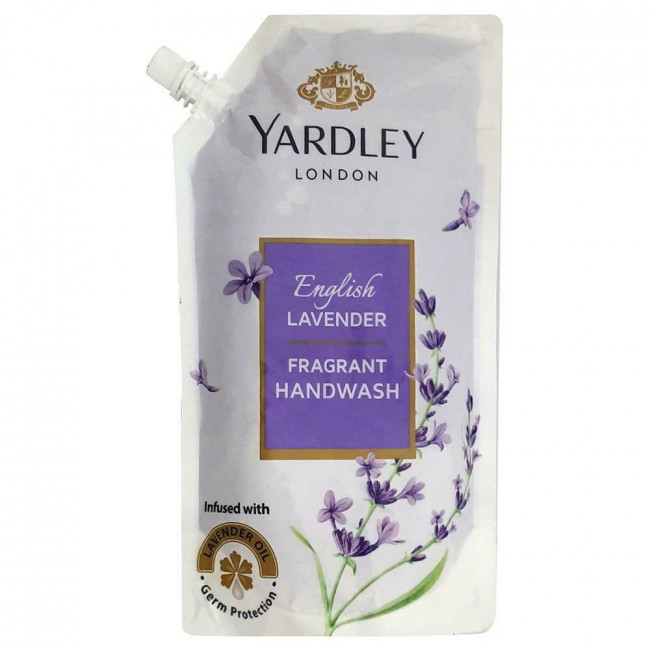 YARDLEY
LONDON
English
LAVENDER
FRAGRANT
HANDWASH
Infused with
LAVENDER OIL
• Germ Protection •